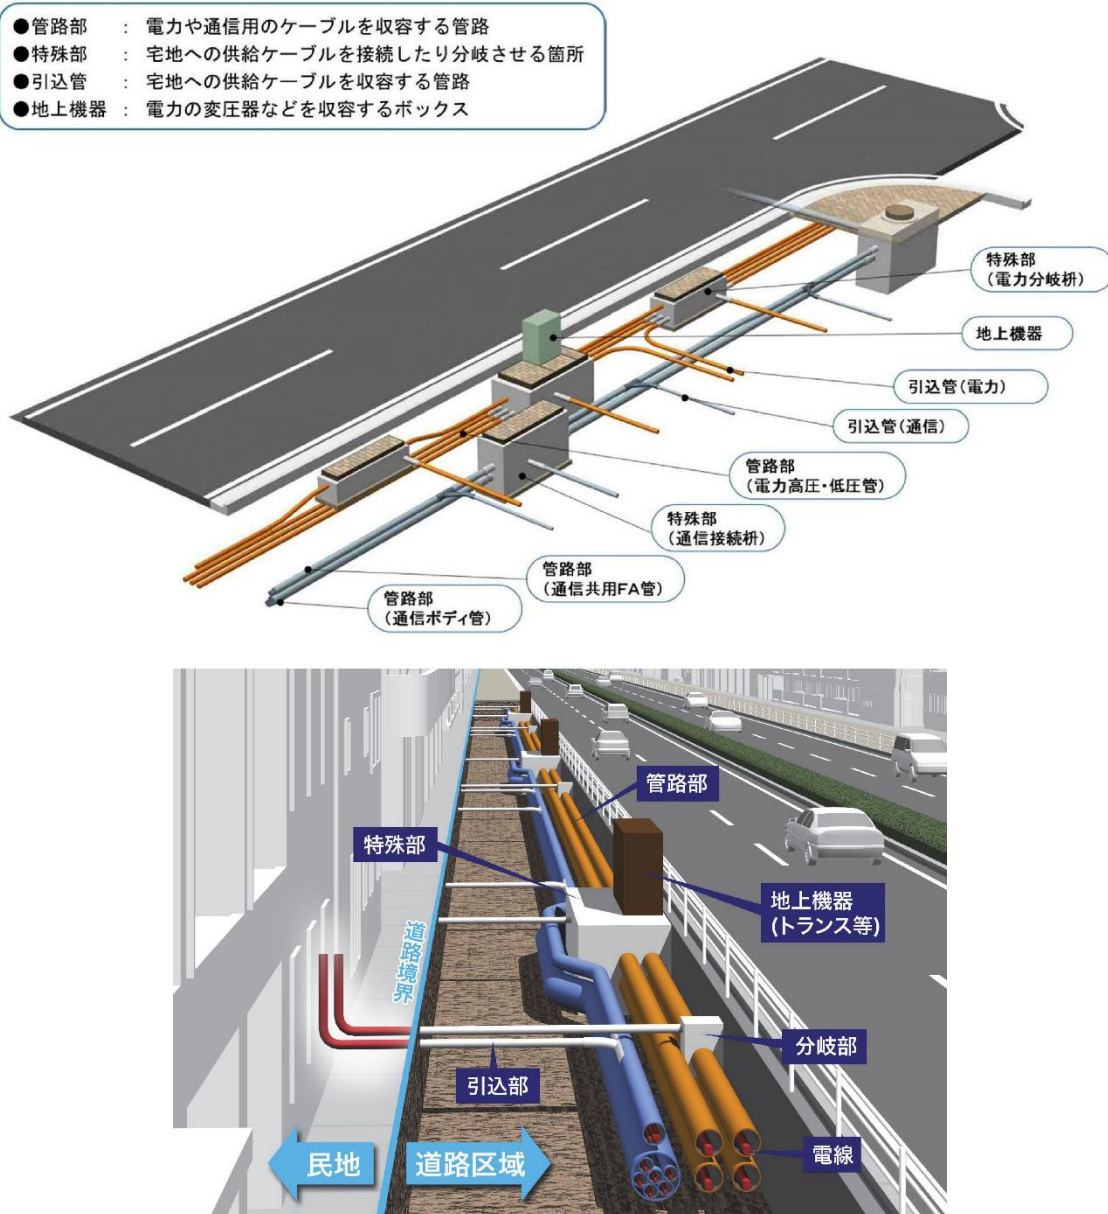 ●管路部 ： 電力や通信用のケーブルを収容する管路
●特殊部 ： 宅地への供給ケーブルを接続したり分岐させる箇所
●引込管 ： 宅地への供給ケーブルを収容する管路
●地上機器 ： 電力の変圧器などを収容するボックス
特殊部
（電力分岐枡）
地上機器
引込管（電力）
引込管（通信）
管路部
（電力高圧・低圧管）
特殊部
（通信接続枡）
管路部
（通信共用FA管）
管路部
（通信ボディ管）
管路部
特殊部
地上機器
(トランス等)
道路境界
分岐部
引込部
電線
民地
道路区域